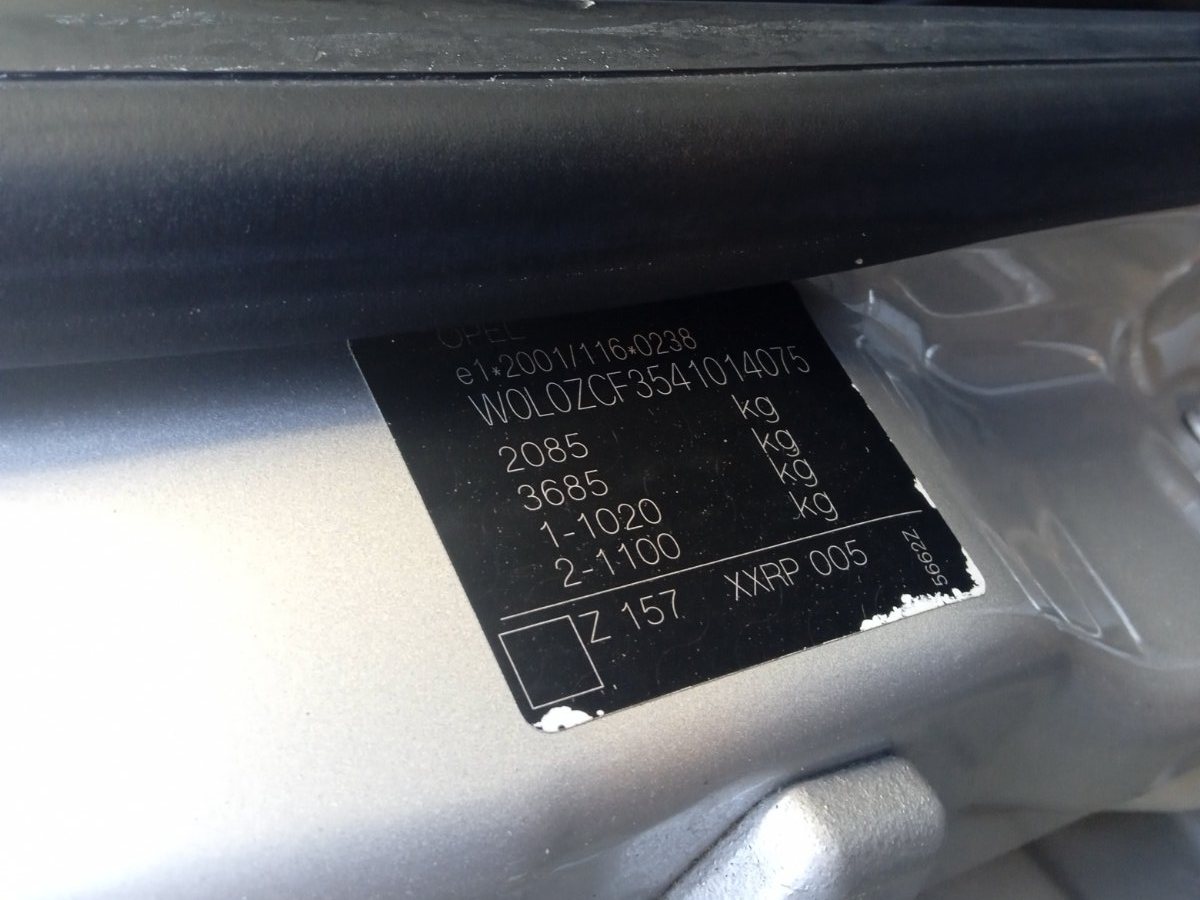 OPEL
e1*2001/116*0238
W0L0ZCF3541014075
2085 kg
3685 kg
1-1020 kg
2-1100 kg
Z 157 XXRP 005
5662Z